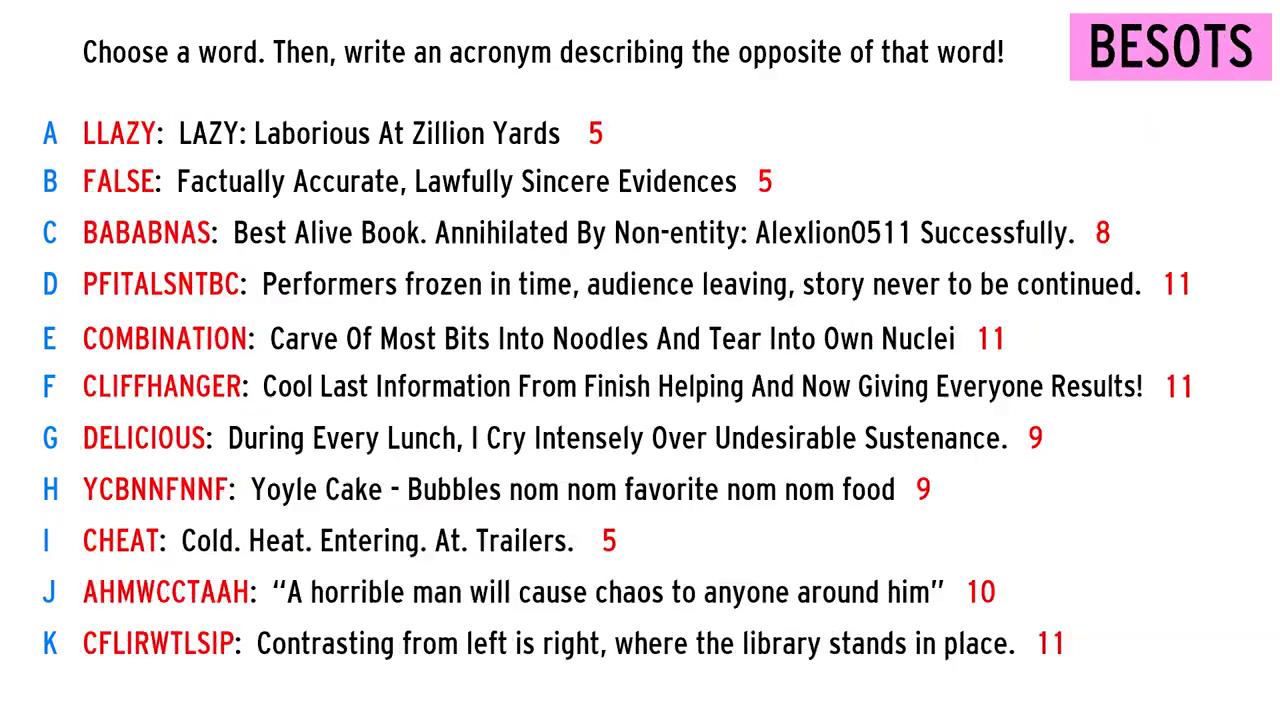 Choose a word. Then, write an acronym describing the opposite of that word!
BESOTS
A LLAZY: LAZY: Laborious At Zillion Yards 5
B FALSE: Factually Accurate, Lawfully Sincere Evidences 5
C BABABNAS: Best Alive Book. Annihilated By Non-entity: Alexlion0511 Successfully. 8
D PFITALSNTBC: Performers frozen in time, audience leaving, story never to be continued. 11
E COMBINATION: Carve Of Most Bits Into Noodles And Tear Into Own Nuclei 11
F CLIFFHANGER: Cool Last Information From Finish Helping And Now Giving Everyone Results! 11
G DELICIOUS: During Every Lunch, I Cry Intensely Over Undesirable Sustenance. 9
H YCBNNFNNF: Yoyle Cake - Bubbles nom nom favorite nom nom food 9
I CHEAT: Cold. Heat. Entering. At. Trailers. 5
J AHMWCCTAAH: “A horrible man will cause chaos to anyone around him” 10
K CFLIRWTLSIP: Contrasting from left is right, where the library stands in place. 11